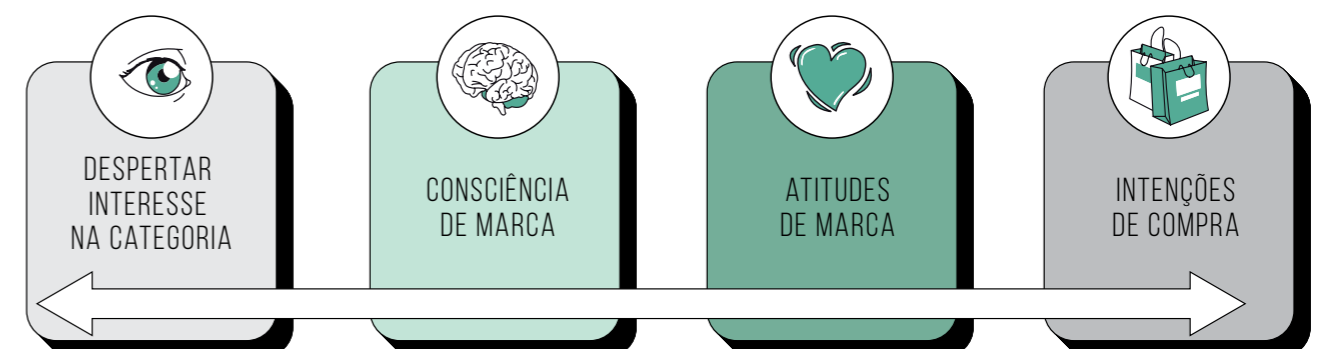 DESPERTAR
INTERESSE
NA CATEGORIA
CONSCIÊNCIA
DE MARCA
ATITUDES
DE MARCA
INTENÇÕES
DE COMPRA